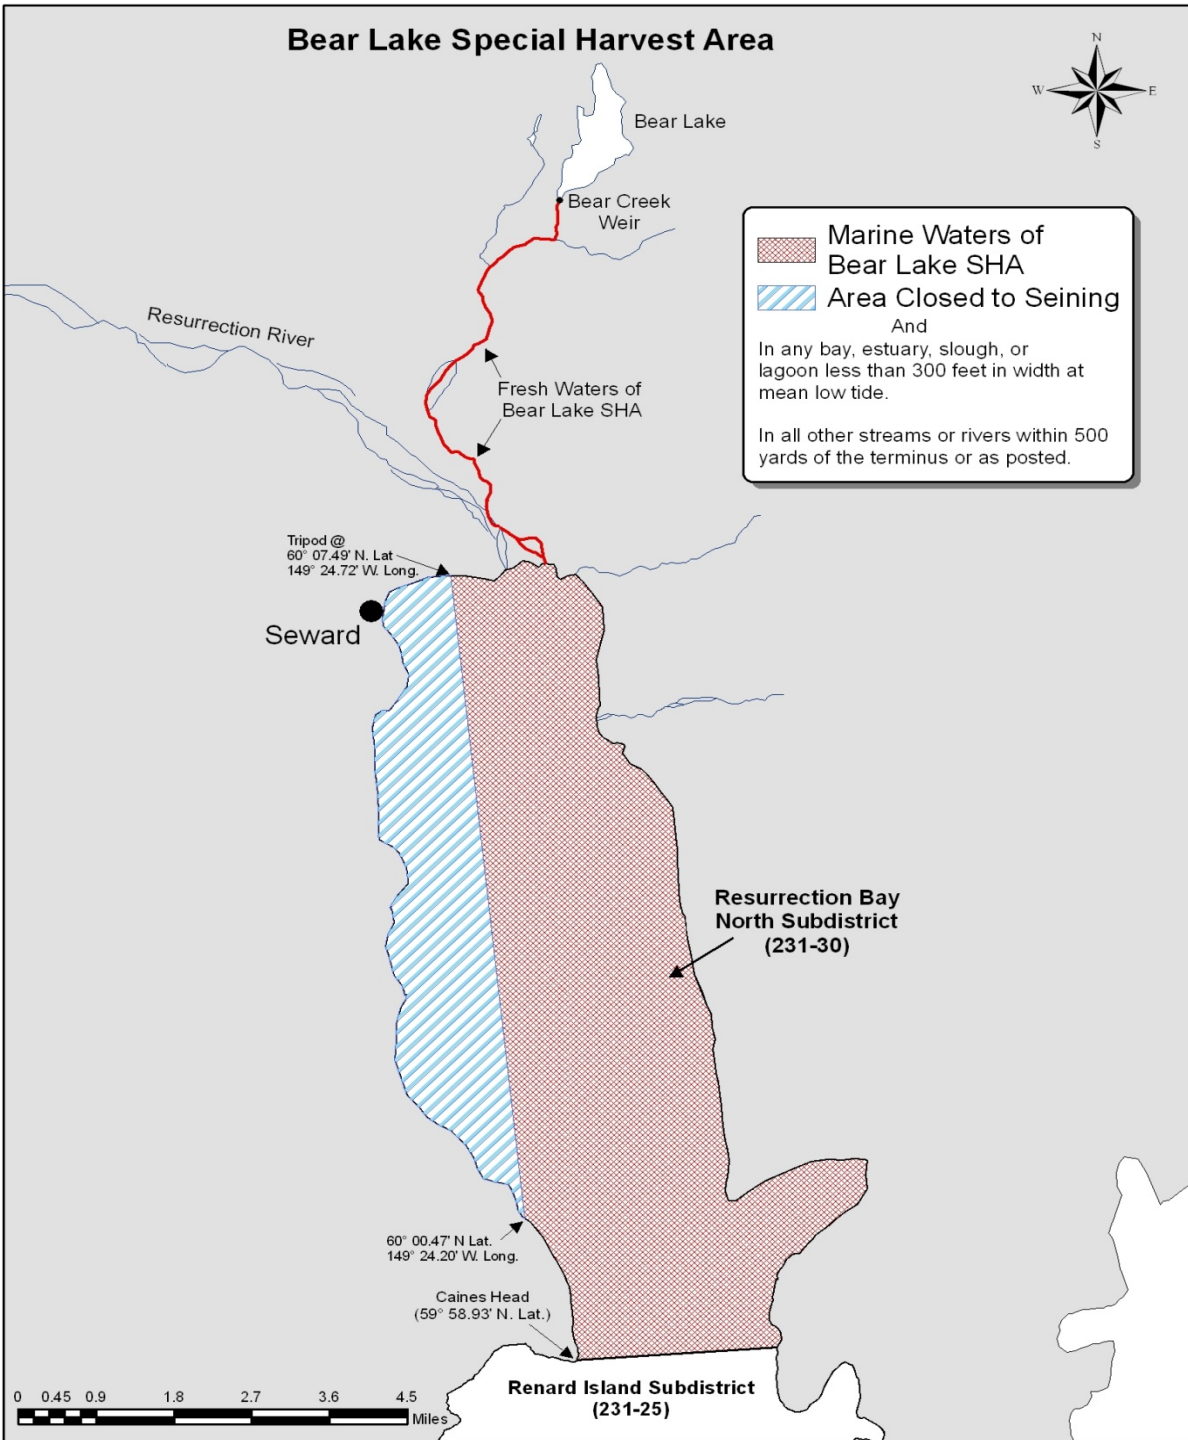 Bear Lake Special Harvest Area
N
W
E
S
Bear Lake
Bear Creek
Weir
Marine Waters of
Bear Lake SHA
Area Closed to Seining
And
In any bay, estuary, slough, or
lagoon less than 300 feet in width at
mean low tide.
In all other streams or rivers within 500
yards of the terminus or as posted.
Resurrection River
Fresh Waters of
Bear Lake SHA
Tripod @
60° 07.49' N. Lat
149° 24.72' W. Long.
Seward
Resurrection Bay
North Subdistrict
(231-30)
60° 00.47' N Lat.
149° 24.20' W. Long.
Caines Head
(59° 58.93' N. Lat.)
Renard Island Subdistrict
(231-25)
0 0.45 0.9 1.8 2.7 3.6 4.5
Miles